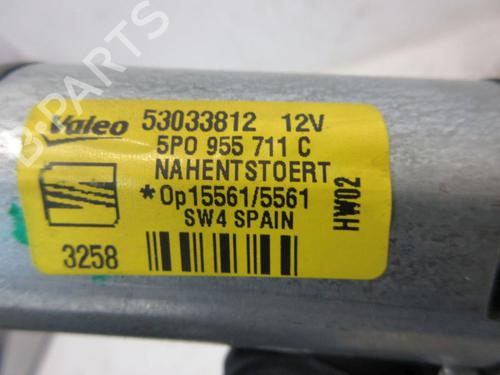 Valeo 53033812 12V
5P0 955 711 C
NAHENTSTOERT
*Op15561/5561
SW4 SPAIN
3258
HW02
B-PARTS